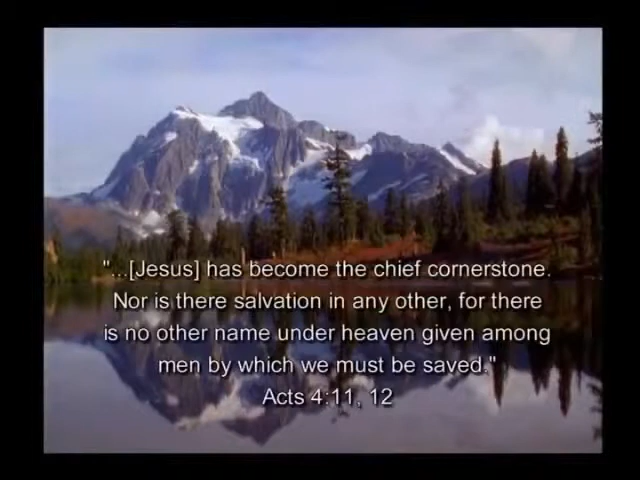 "...[Jesus] has become the chief cornerstone.
Nor is there salvation in any other, for there
is no other name under heaven given among
men by which we must be saved."
Acts 4:11, 12